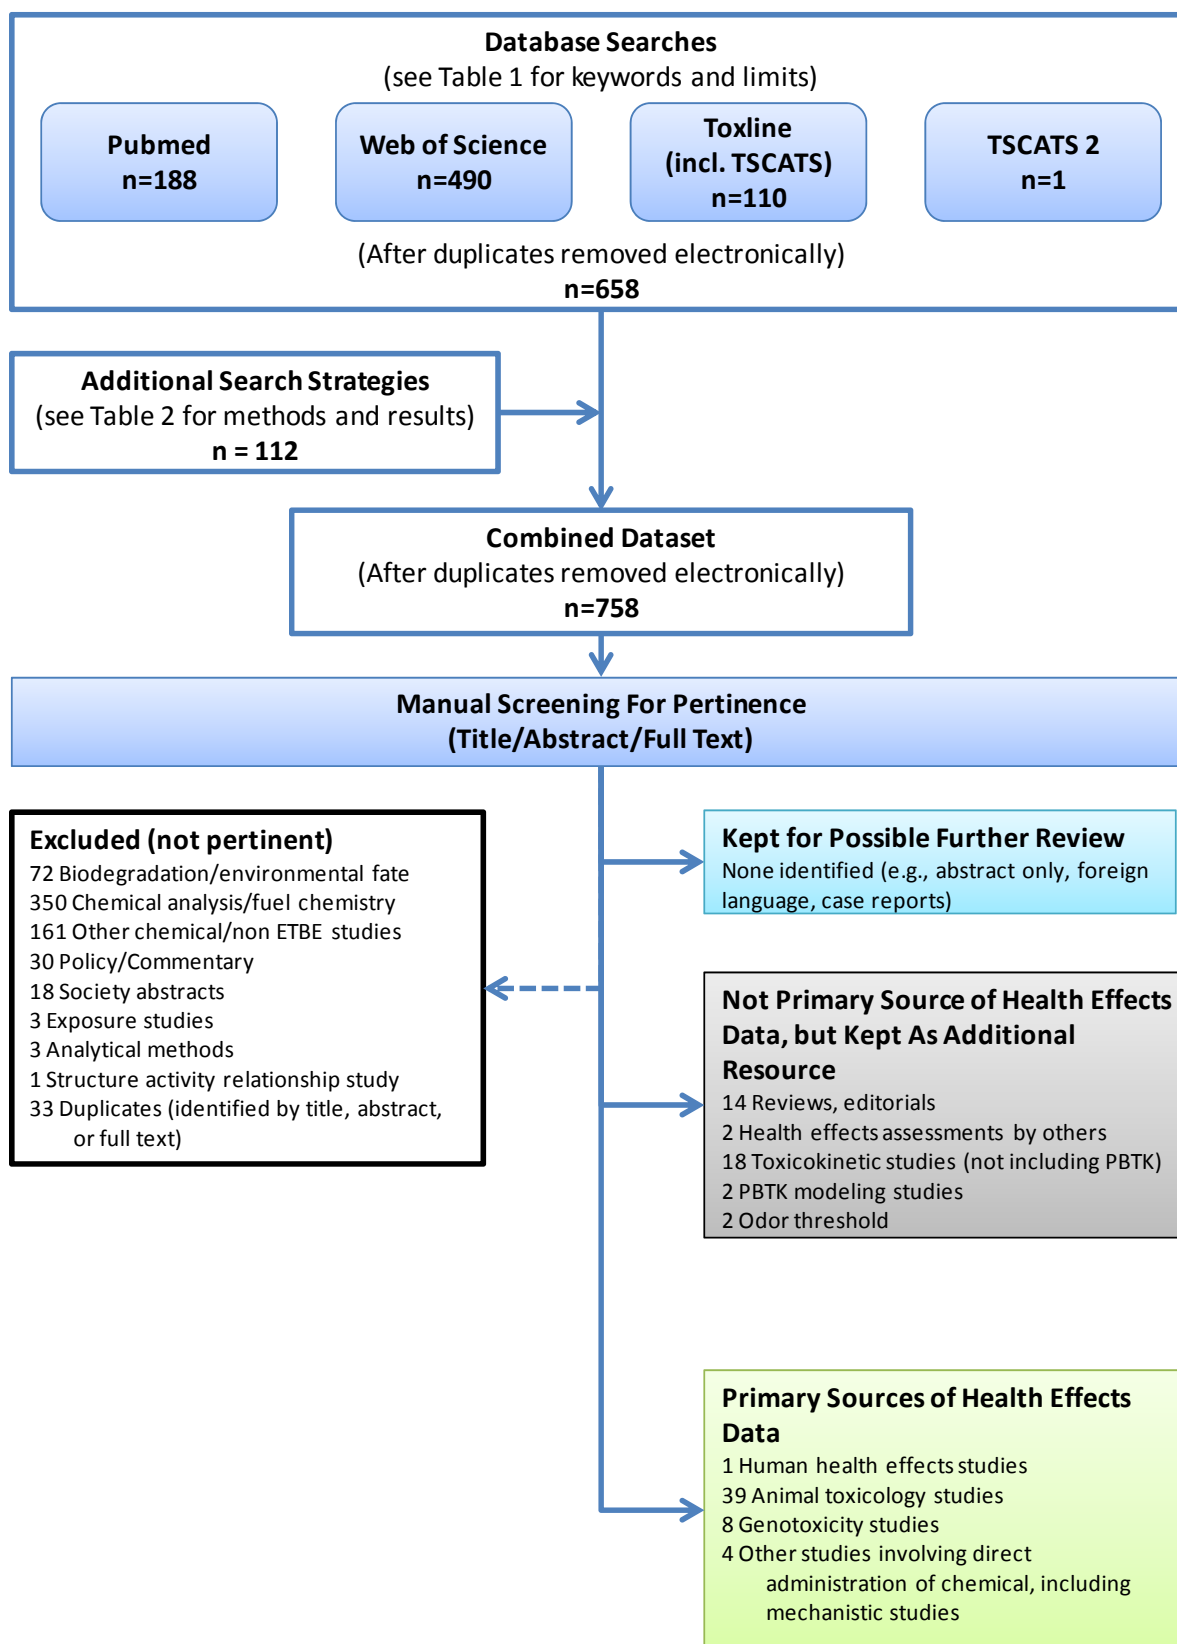 Database Searches
(see Table 1 for keywords and limits)
Pubmed
n=188
Web of Science
n=490
Toxline
(incl. TSCATS)
n=110
TSCATS 2
n=1
(After duplicates removed electronically)
n=658
Additional Search Strategies
(see Table 2 for methods and results)
n = 112
Combined Dataset
(After duplicates removed electronically)
n=758
Manual Screening For Pertinence
(Title/Abstract/Full Text)
Excluded (not pertinent)
72 Biodegradation/environmental fate
350 Chemical analysis/fuel chemistry
161 Other chemical/non ETBE studies
30 Policy/Commentary
18 Society abstracts
3 Exposure studies
3 Analytical methods
1 Structure activity relationship study
33 Duplicates (identified by title, abstract,
or full text)
Kept for Possible Further Review
None identified (e.g., abstract only, foreign
language, case reports)
Not Primary Source of Health Effects
Data, but Kept As Additional
Resource
14 Reviews, editorials
2 Health effects assessments by others
18 Toxicokinetic studies (not including PBTK)
2 PBTK modeling studies
2 Odor threshold
Primary Sources of Health Effects
Data
1 Human health effects studies
39 Animal toxicology studies
8 Genotoxicity studies
4 Other studies involving direct
administration of chemical, including
mechanistic studies